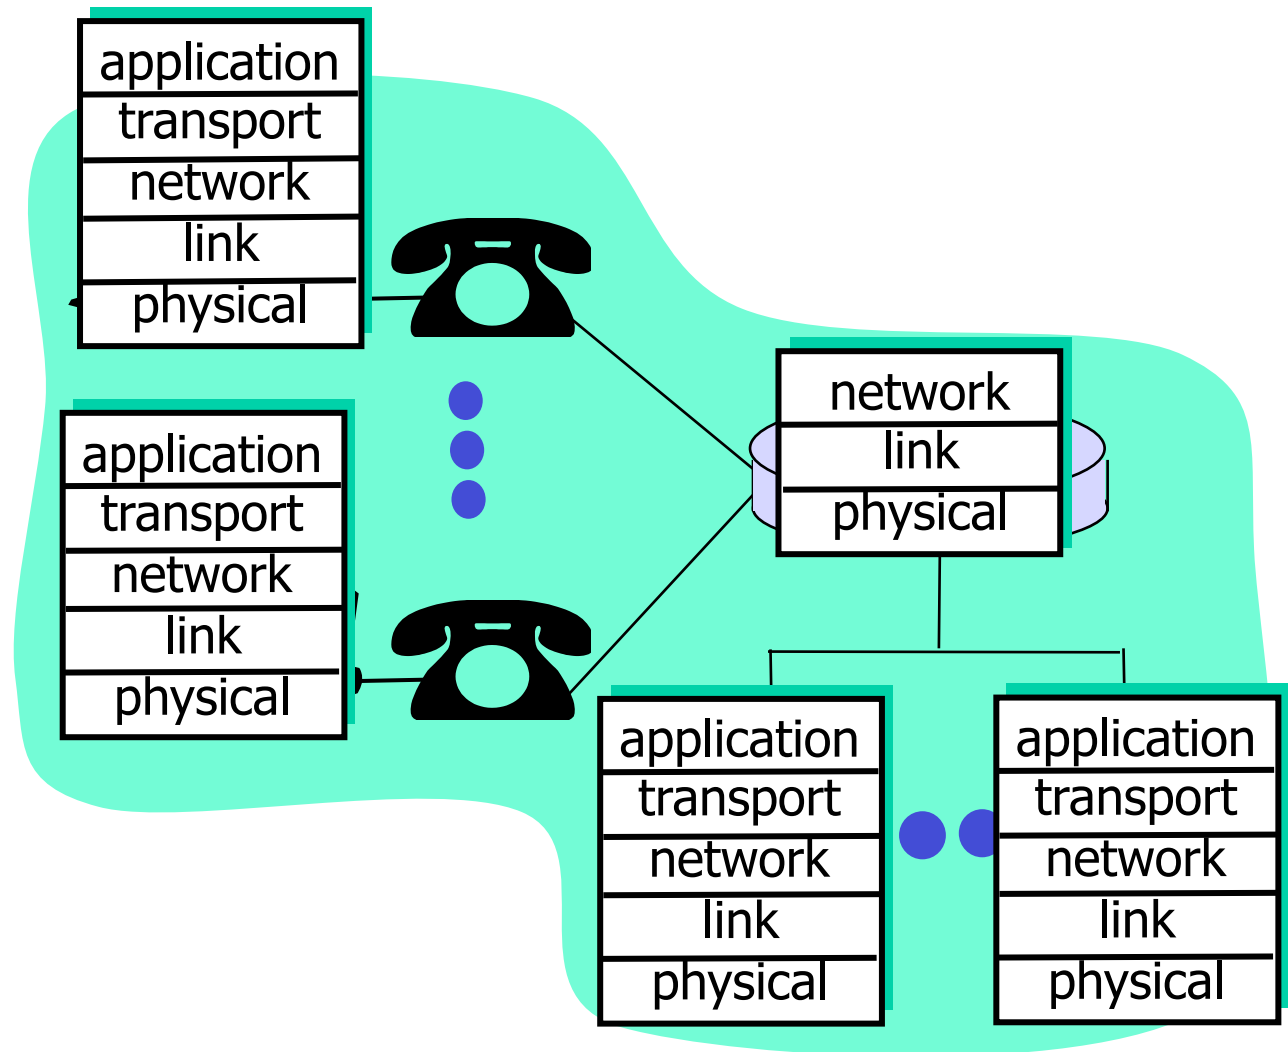 application
transport
network
link
physical
application
transport
network
link
physical
network
link
physical
application
transport
network
link
physical
application
transport
network
link
physical